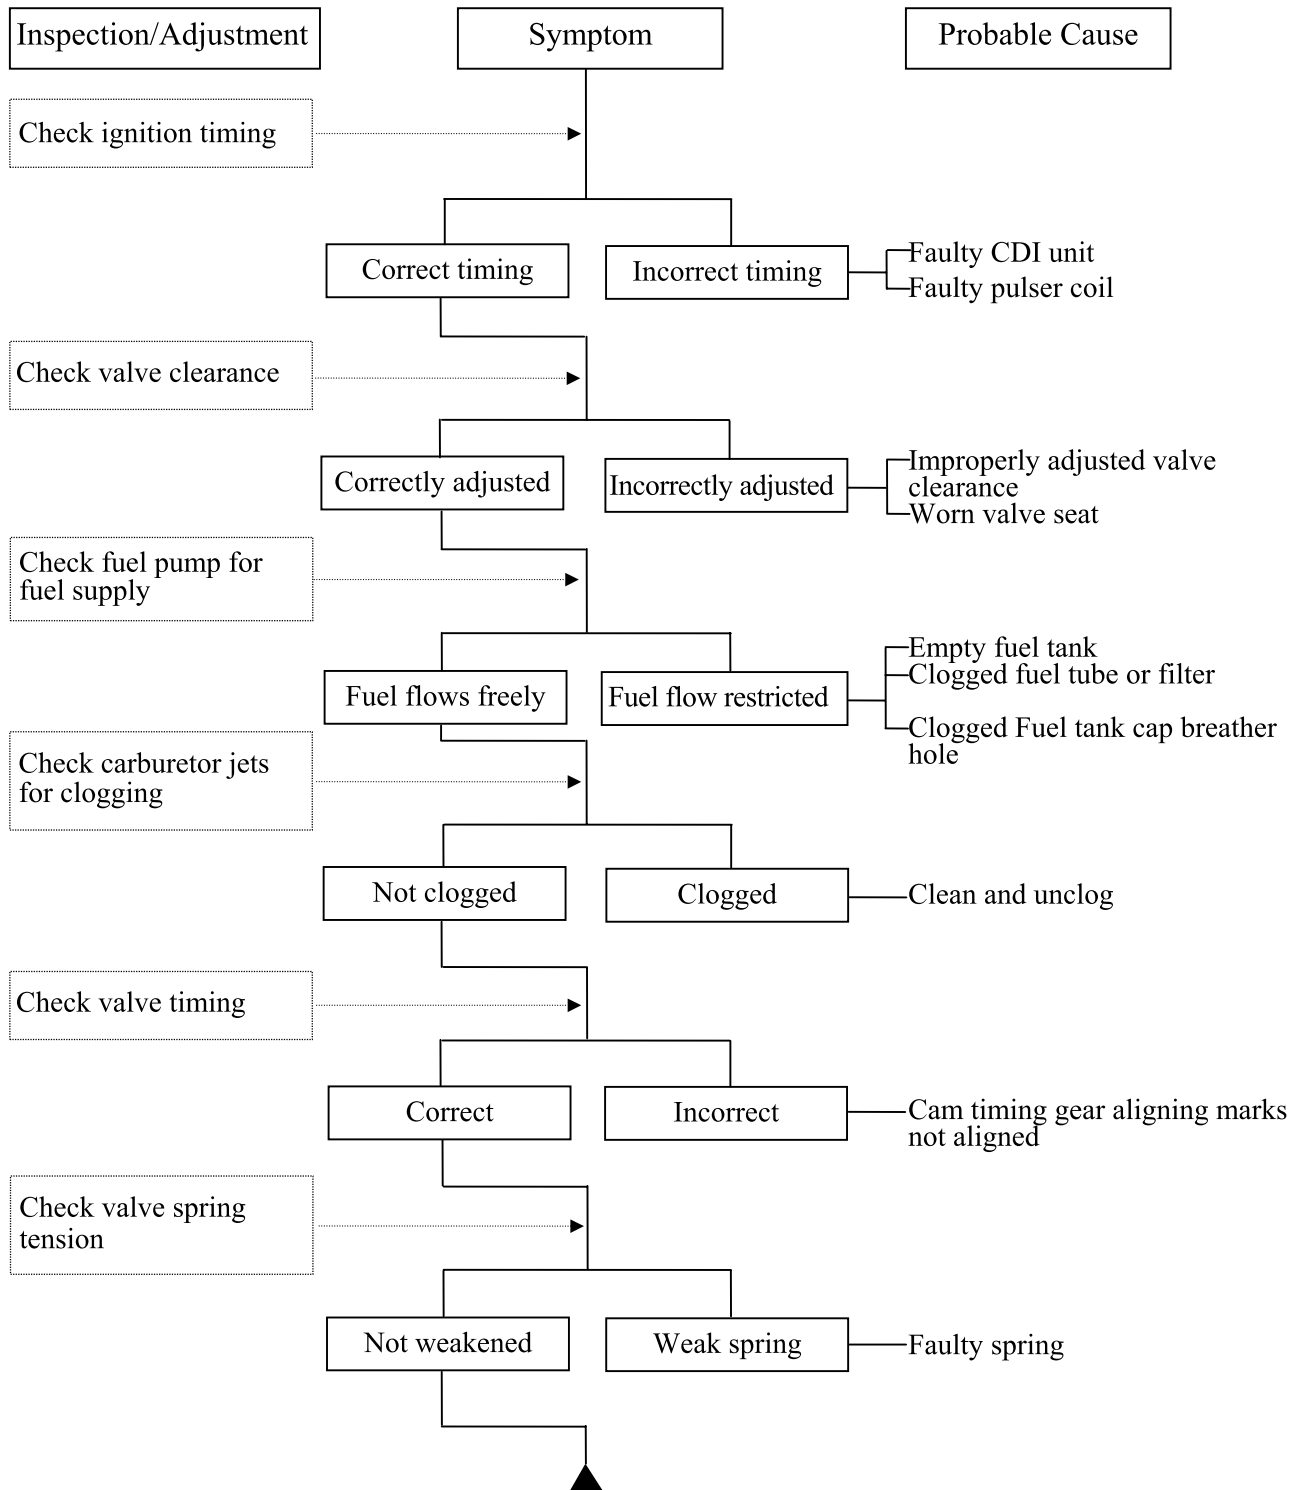 Inspection/Adjustment
Symptom
Probable Cause
Check ignition timing
Correct timing
Incorrect timing
Faulty CDI unit
Faulty pulser coil
Check valve clearance
Correctly adjusted
Incorrectly adjusted
Improperly adjusted valve
clearance
Worn valve seat
Check fuel pump for
fuel supply
Fuel flows freely
Fuel flow restricted
Empty fuel tank
Clogged fuel tube or filter
Clogged Fuel tank cap breather
hole
Check carburetor jets
for clogging
Not clogged
Clogged
Clean and unclog
Check valve timing
Correct
Incorrect
Cam timing gear aligning marks
not aligned
Check valve spring
tension
Not weakened
Weak spring
Faulty spring